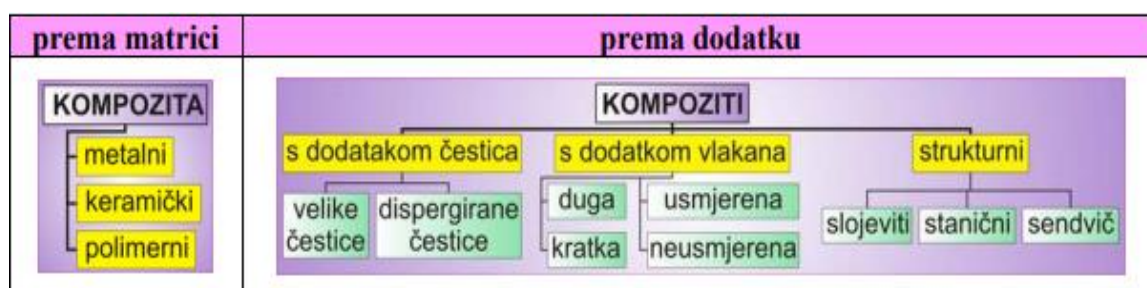 prema matrici
prema dodatku
KOMPOZITA
metalni
keramički
polimerni
KOMPOZITI
s dodatakom čestica
s dodatkom vlakana
strukturni
velike
čestice
dispergirane
čestice
duga
usmjerena
kratka
neusmjerena
slojeviti
stanični
sendvič